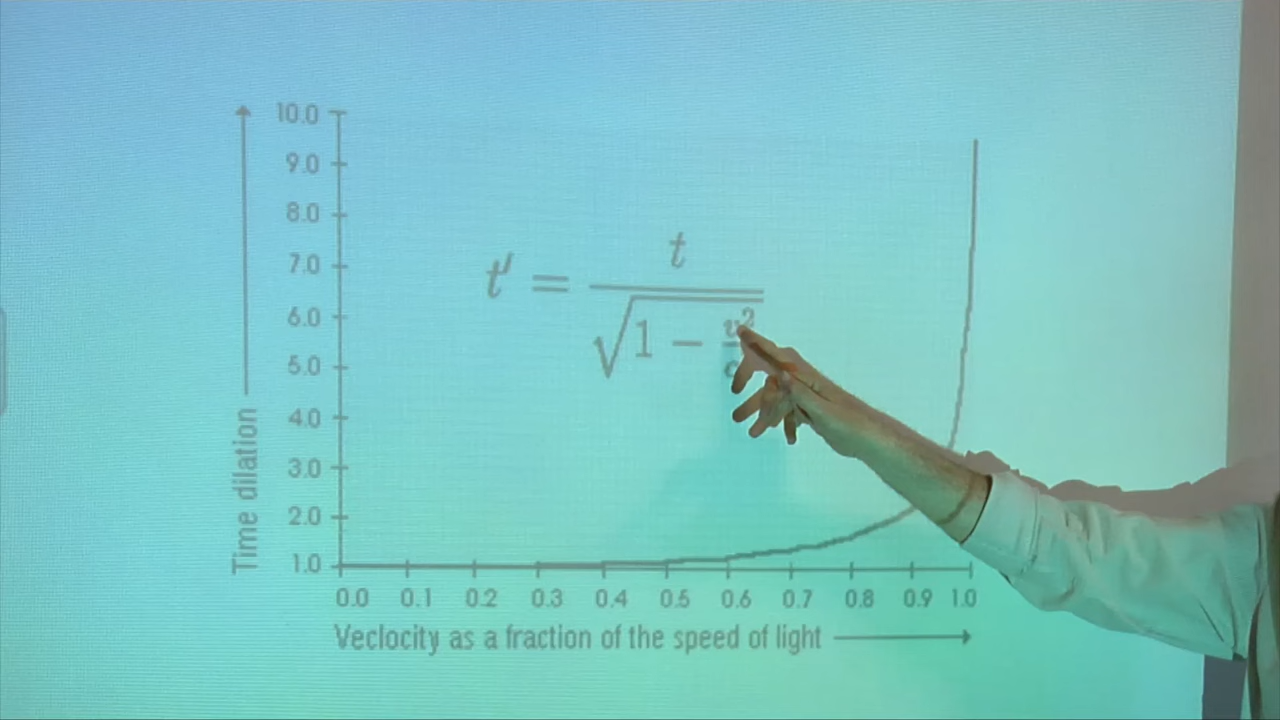 10.0
9.0
8.0
7.0
6.0
5.0
4.0
3.0
2.0
1.0
Time dilation
t′ = t / √1 − v² / c
0.0 0.1 0.2 0.3 0.4 0.5 0.6 0.7 0.8 0.9 1.0
Veclocity as a fraction of the speed of light